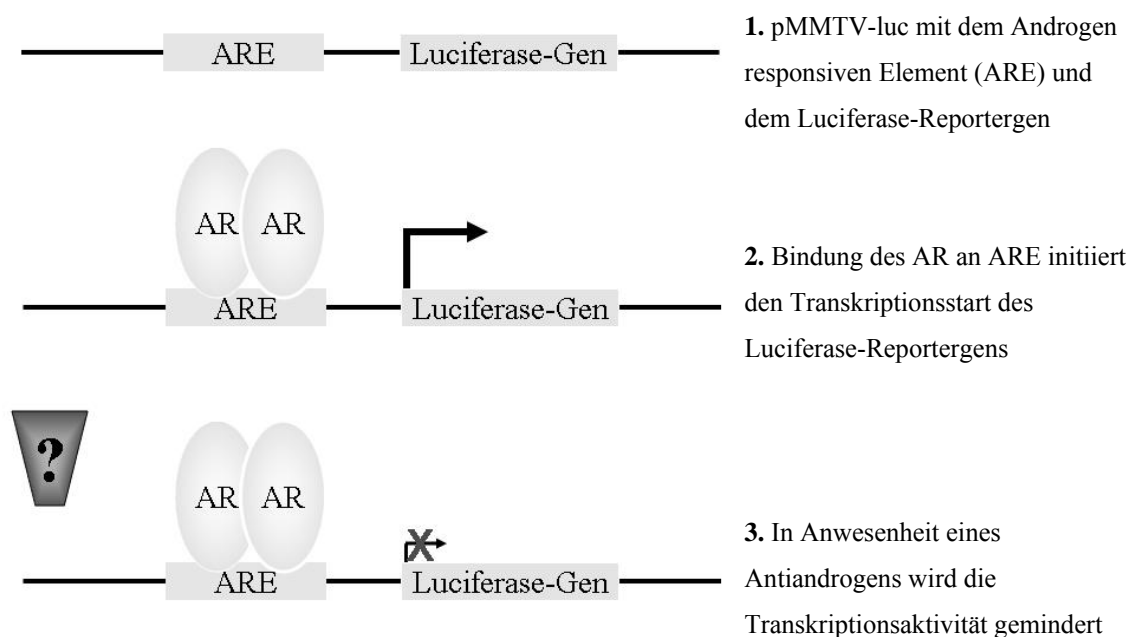 ARE Luciferase-Gen
1. pMMTV-luc mit dem Androgen
responsiven Element (ARE) und
dem Luciferase-Reportergen
AR AR
ARE Luciferase-Gen
2. Bindung des AR an ARE initiiert
den Transkriptionsstart des
Luciferase-Reportergens
?
AR AR
X
ARE Luciferase-Gen
3. In Anwesenheit eines
Antiandrogens wird die
Transkriptionsaktivität gemindert